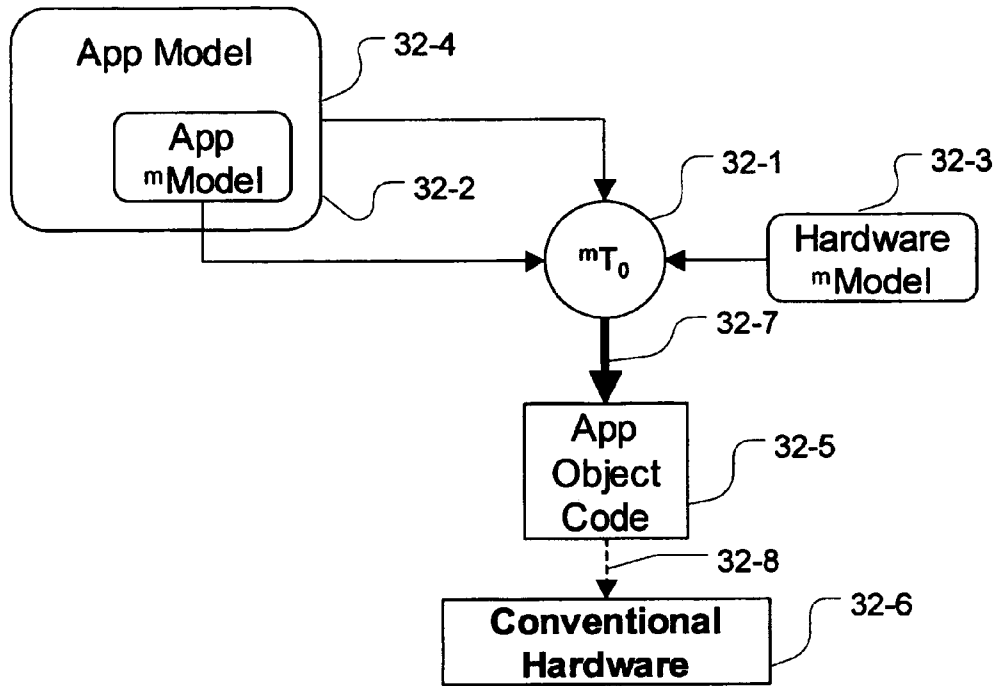 App Model
32-4
App
ᵐModel
32-2
32-1
32-3
ᵐT₀
Hardware
ᵐModel
32-7
App
Object
Code
32-5
32-8
Conventional
Hardware
32-6